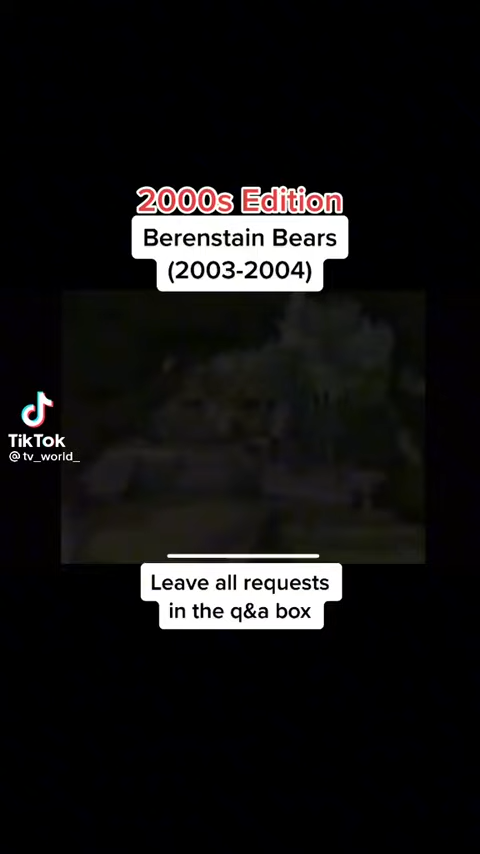 2000s Edition
Berenstain Bears
(2003-2004)
TikTok
@tv_world_
Leave all requests
in the q&a box